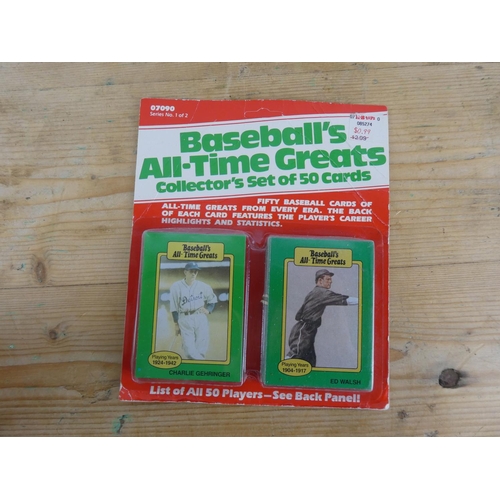 07090
Series No. 1 of 2
$0.99
Baseball's
All-Time Greats
Collector's Set of 50 Cards
FIFTY BASEBALL CARDS OF
ALL-TIME GREATS FROM EVERY ERA. THE BACK
OF EACH CARD FEATURES THE PLAYER'S CAREER
HIGHLIGHTS AND STATISTICS.
Baseball's
All-Time Greats
Detroit
Playing Years
1924-1942
CHARLIE GEHRINGER
Baseball's
All-Time Greats
Playing Years
1904-1917
ED WALSH
List of All 50 Players—See Back Panel!